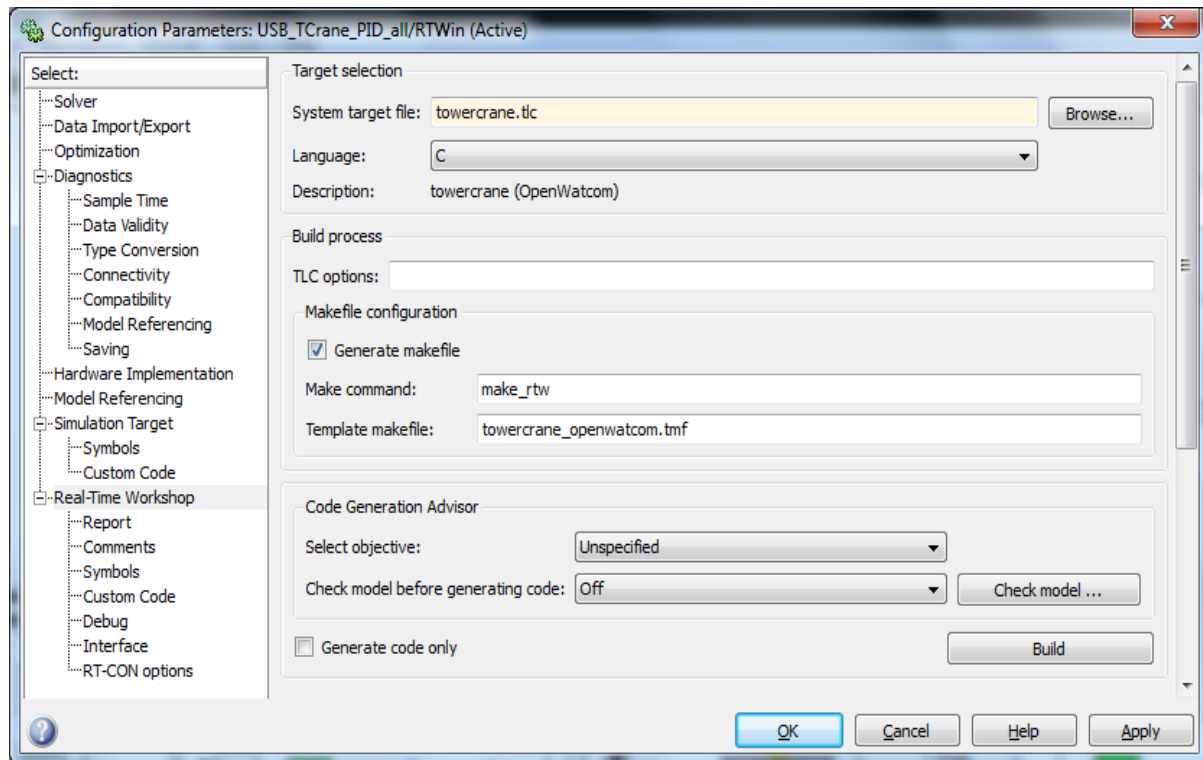 Configuration Parameters: USB_TCrane_PID_all/RTWin (Active)
Select:
Solver
Data Import/Export
Optimization
Diagnostics
Sample Time
Data Validity
Type Conversion
Connectivity
Compatibility
Model Referencing
Saving
Hardware Implementation
Model Referencing
Simulation Target
Symbols
Custom Code
Real-Time Workshop
Report
Comments
Symbols
Custom Code
Debug
Interface
RT-CON options
Target selection
System target file: towercrane.tlc Browse...
Language: C
Description: towercrane (OpenWatcom)
Build process
TLC options:
Makefile configuration
Generate makefile
Make command: make_rtw
Template makefile: towercrane_openwatcom.tmf
Code Generation Advisor
Select objective: Unspecified
Check model before generating code: Off Check model ...
Generate code only Build
OK Cancel Help Apply